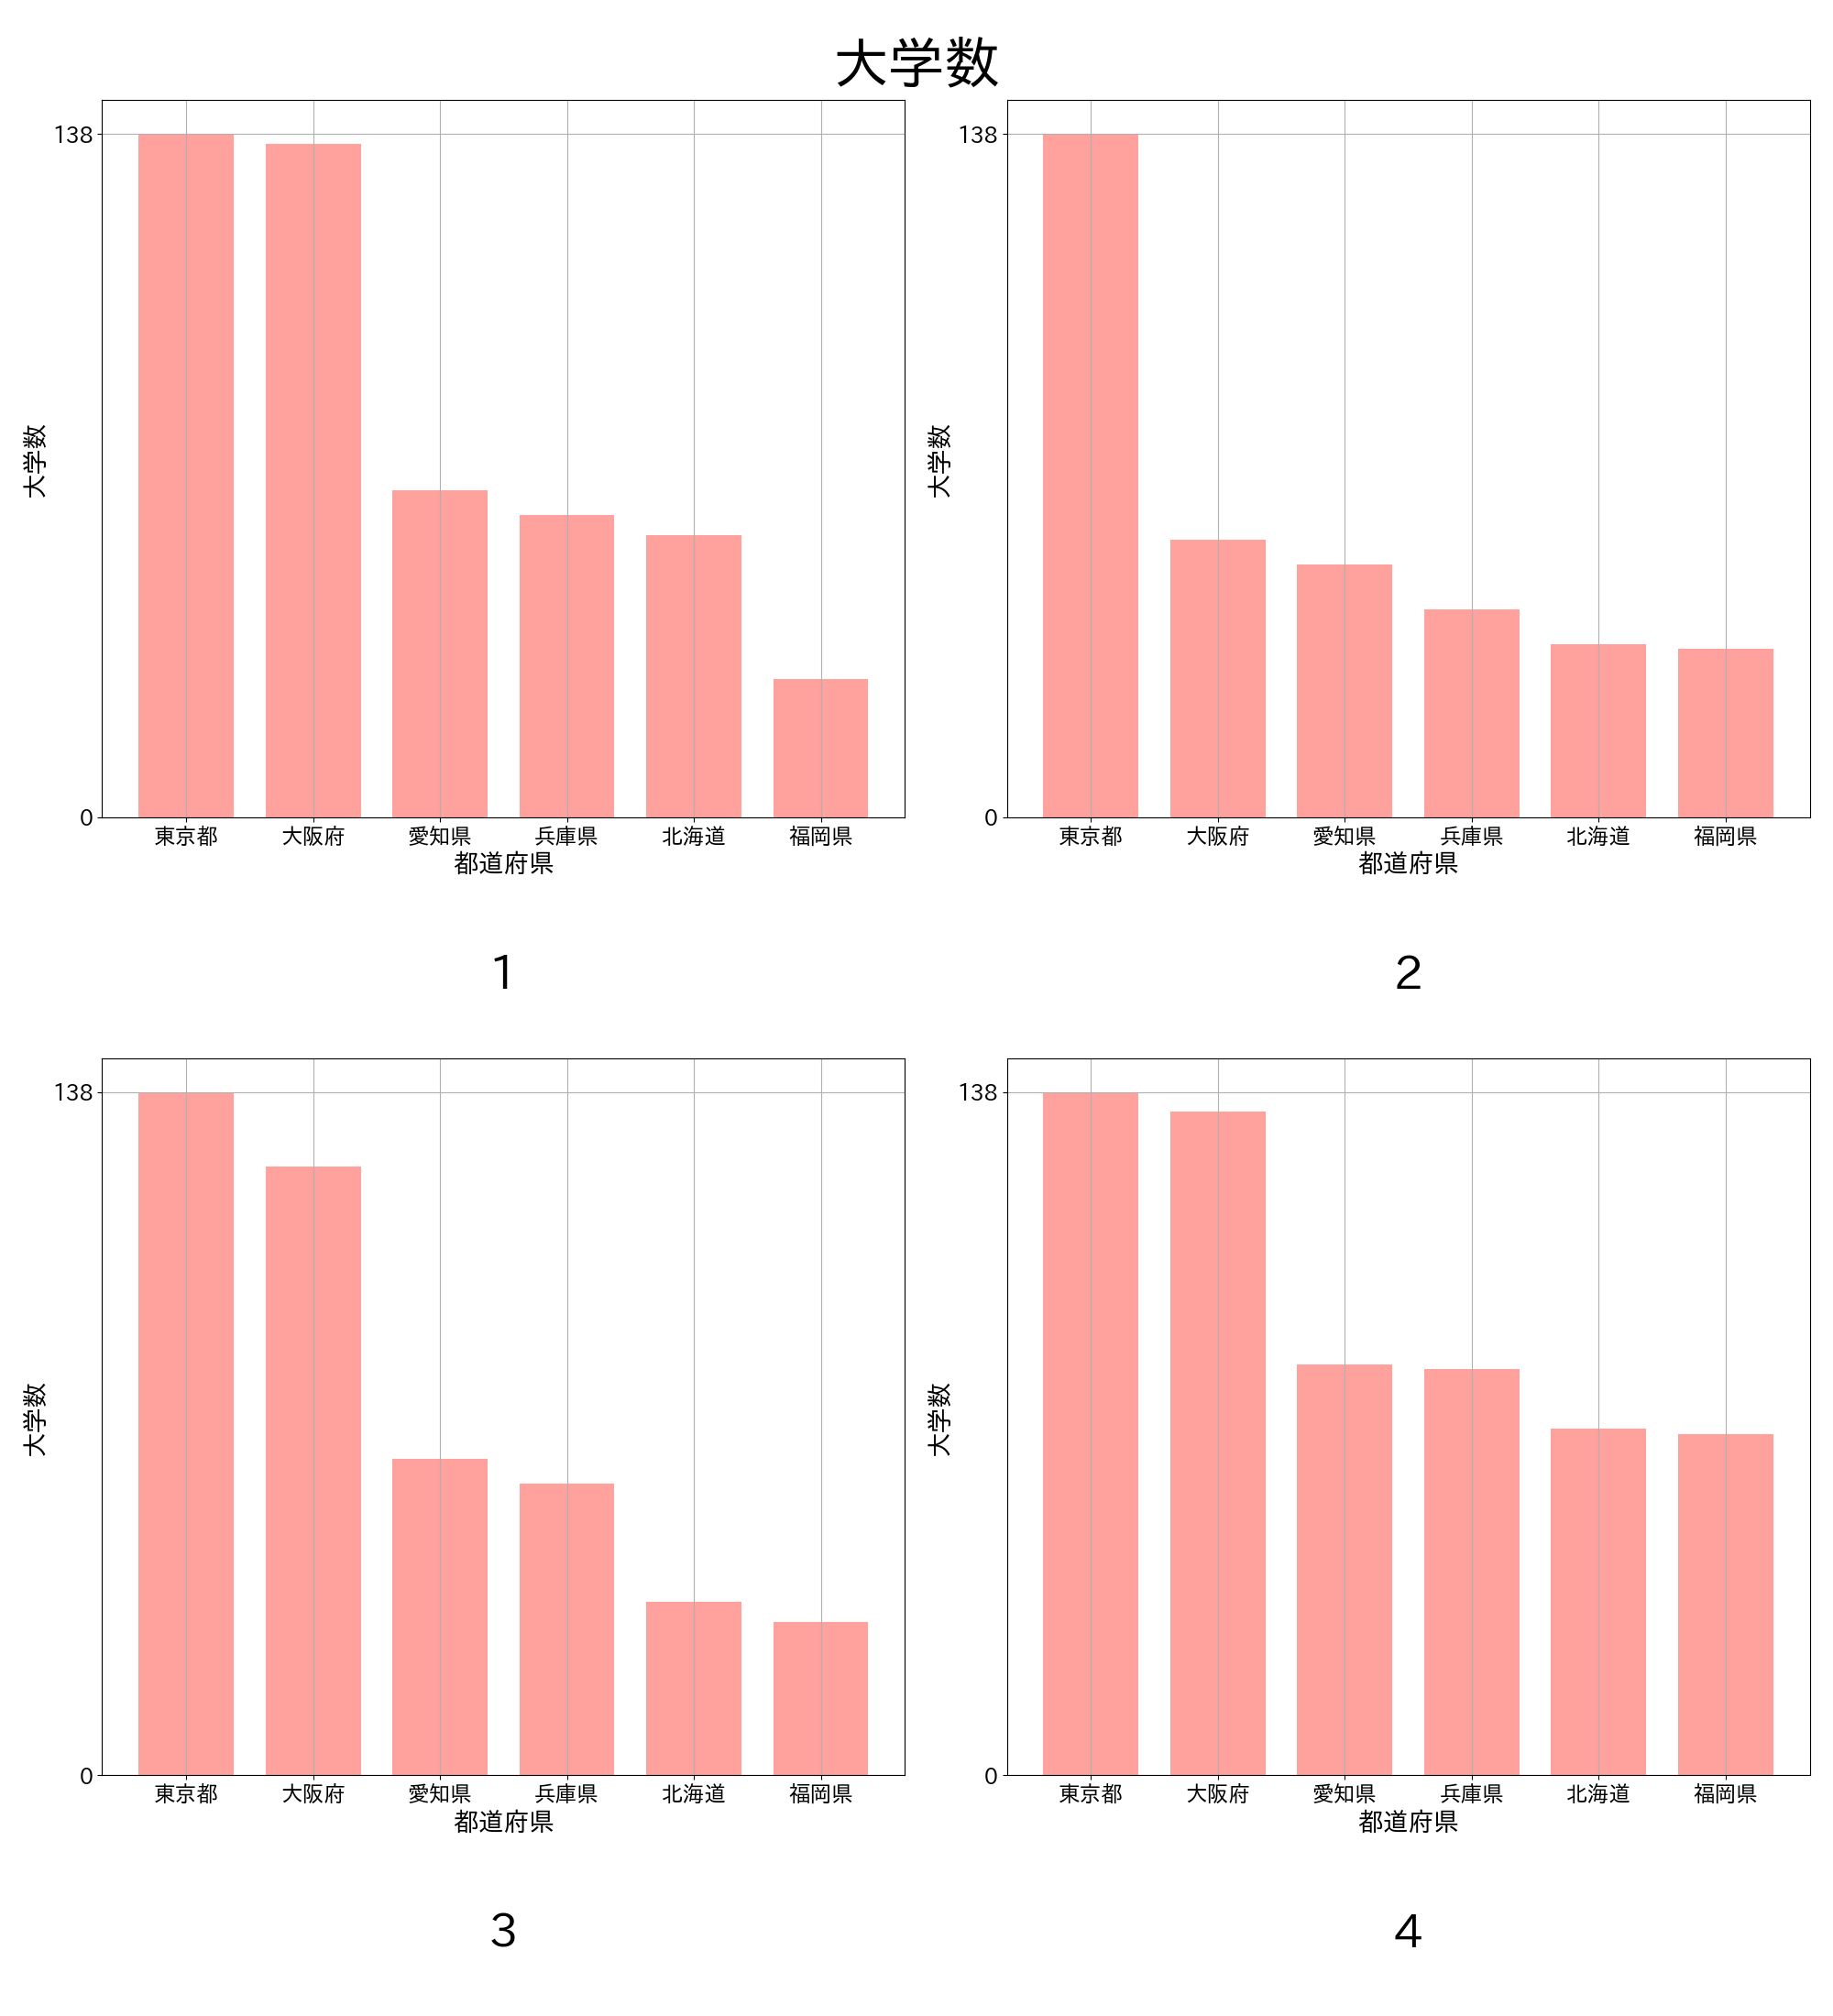 大学数
138
0
大学数
東京都 大阪府 愛知県 兵庫県 北海道 福岡県
都道府県
1
138
0
大学数
東京都 大阪府 愛知県 兵庫県 北海道 福岡県
都道府県
2
138
0
大学数
東京都 大阪府 愛知県 兵庫県 北海道 福岡県
都道府県
3
138
0
大学数
東京都 大阪府 愛知県 兵庫県 北海道 福岡県
都道府県
4